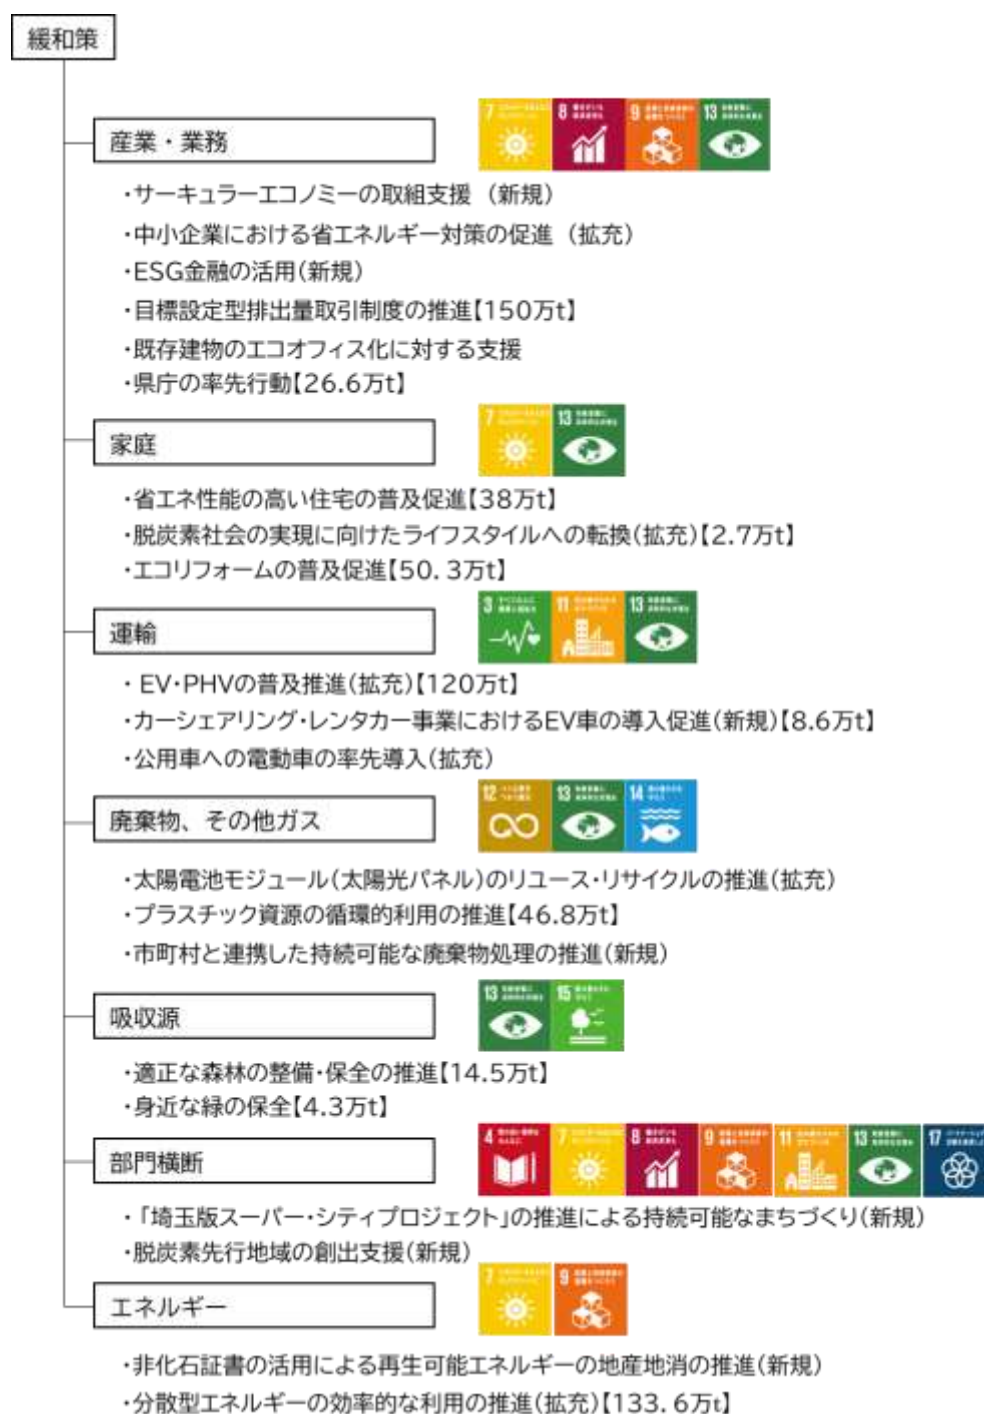 緩和策
産業・業務
7 8 9 13
・サーキュラーエコノミーの取組支援 (新規)
・中小企業における省エネルギー対策の促進 (拡充)
・ESG金融の活用(新規)
・目標設定型排出量取引制度の推進【150万t】
・既存建物のエコオフィス化に対する支援
・県庁の率先行動【26.6万t】
家庭
7 13
・省エネ性能の高い住宅の普及促進【38万t】
・脱炭素社会の実現に向けたライフスタイルへの転換(拡充)【2.7万t】
・エコリフォームの普及促進【50.3万t】
運輸
3 11 13
・EV・PHVの普及推進(拡充)【120万t】
・カーシェアリング・レンタカー事業におけるEV車の導入促進(新規)【8.6万t】
・公用車への電動車の率先導入(拡充)
廃棄物、その他ガス
12 13 14
・太陽電池モジュール(太陽光パネル)のリユース・リサイクルの推進(拡充)
・プラスチック資源の循環的利用の推進【46.8万t】
・市町村と連携した持続可能な廃棄物処理の推進(新規)
吸収源
13 15
・適正な森林の整備・保全の推進【14.5万t】
・身近な緑の保全【4.3万t】
部門横断
4 7 8 9 11 13 17
・「埼玉版スーパー・シティプロジェクト」の推進による持続可能なまちづくり(新規)
・脱炭素先行地域の創出支援(新規)
エネルギー
7 9
・非化石証書の活用による再生可能エネルギーの地産地消の推進(新規)
・分散型エネルギーの効率的な利用の推進(拡充)【133.6万t】